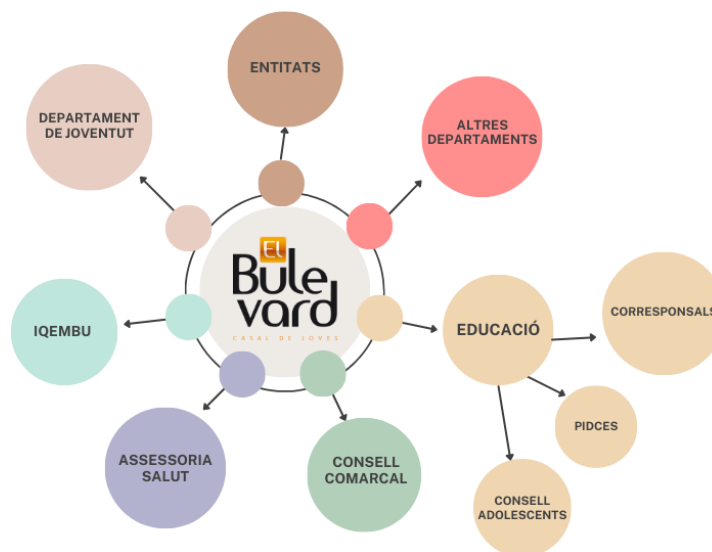 ENTITATS
DEPARTAMENT
DE JOVENTUT
ALTRES
DEPARTAMENTS
El
Bule
vard
CASAL DE JOVES
IQEMBU
EDUCACIÓ
CORRESPONSALS
PIDCES
ASSESSORIA
SALUT
CONSELL
COMARCAL
CONSELL
ADOLESCENTS